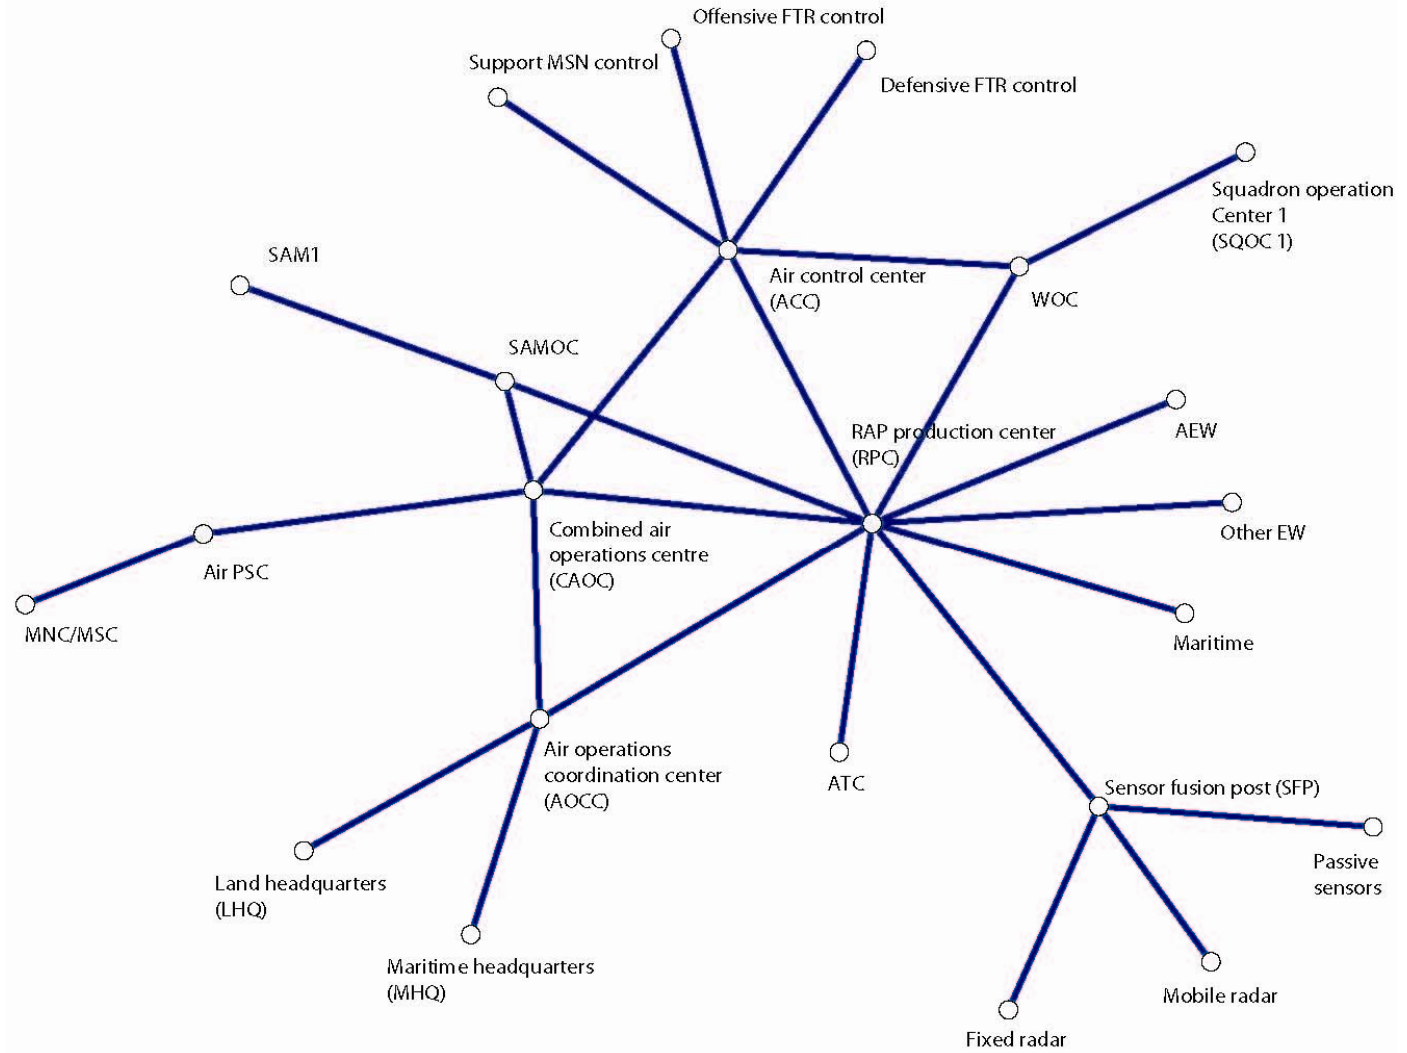 Offensive FTR control
Support MSN control
Defensive FTR control
Squadron operation
Center 1
(SQOC 1)
SAM1
Air control center
(ACC)
WOC
SAMOC
RAP production center
(RPC)
AEW
Combined air
operations centre
(CAOC)
Other EW
Air PSC
MNC/MSC
Maritime
Air operations
coordination center
(AOCC)
ATC
Sensor fusion post (SFP)
Passive
sensors
Land headquarters
(LHQ)
Maritime headquarters
(MHQ)
Mobile radar
Fixed radar